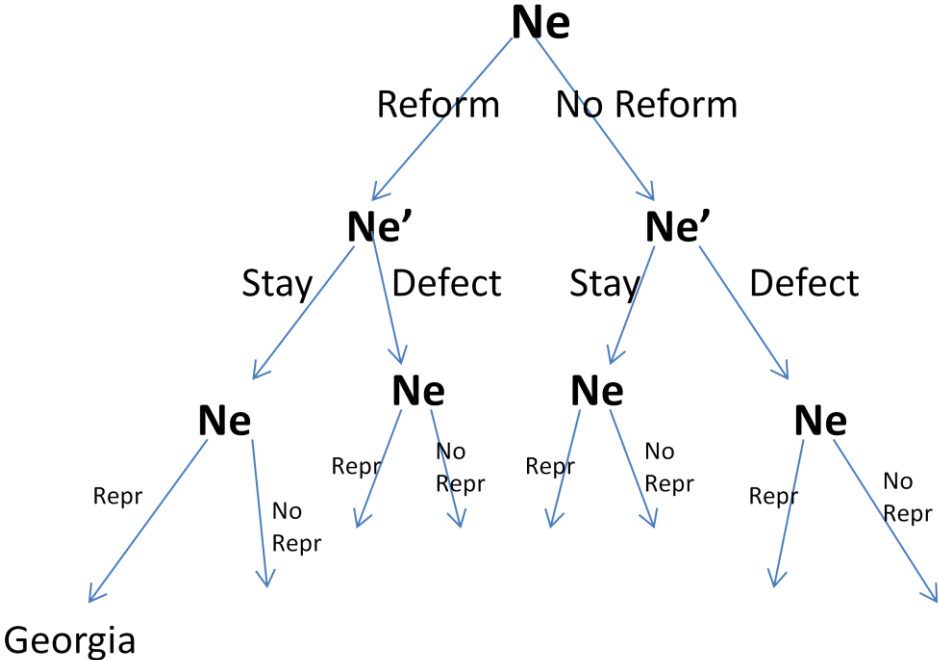 Ne
Reform No Reform
Ne’ Ne’
Stay Defect Stay Defect
Ne Ne
Ne Ne
Repr No Repr Repr No Repr
Repr No Repr Repr No Repr
Georgia